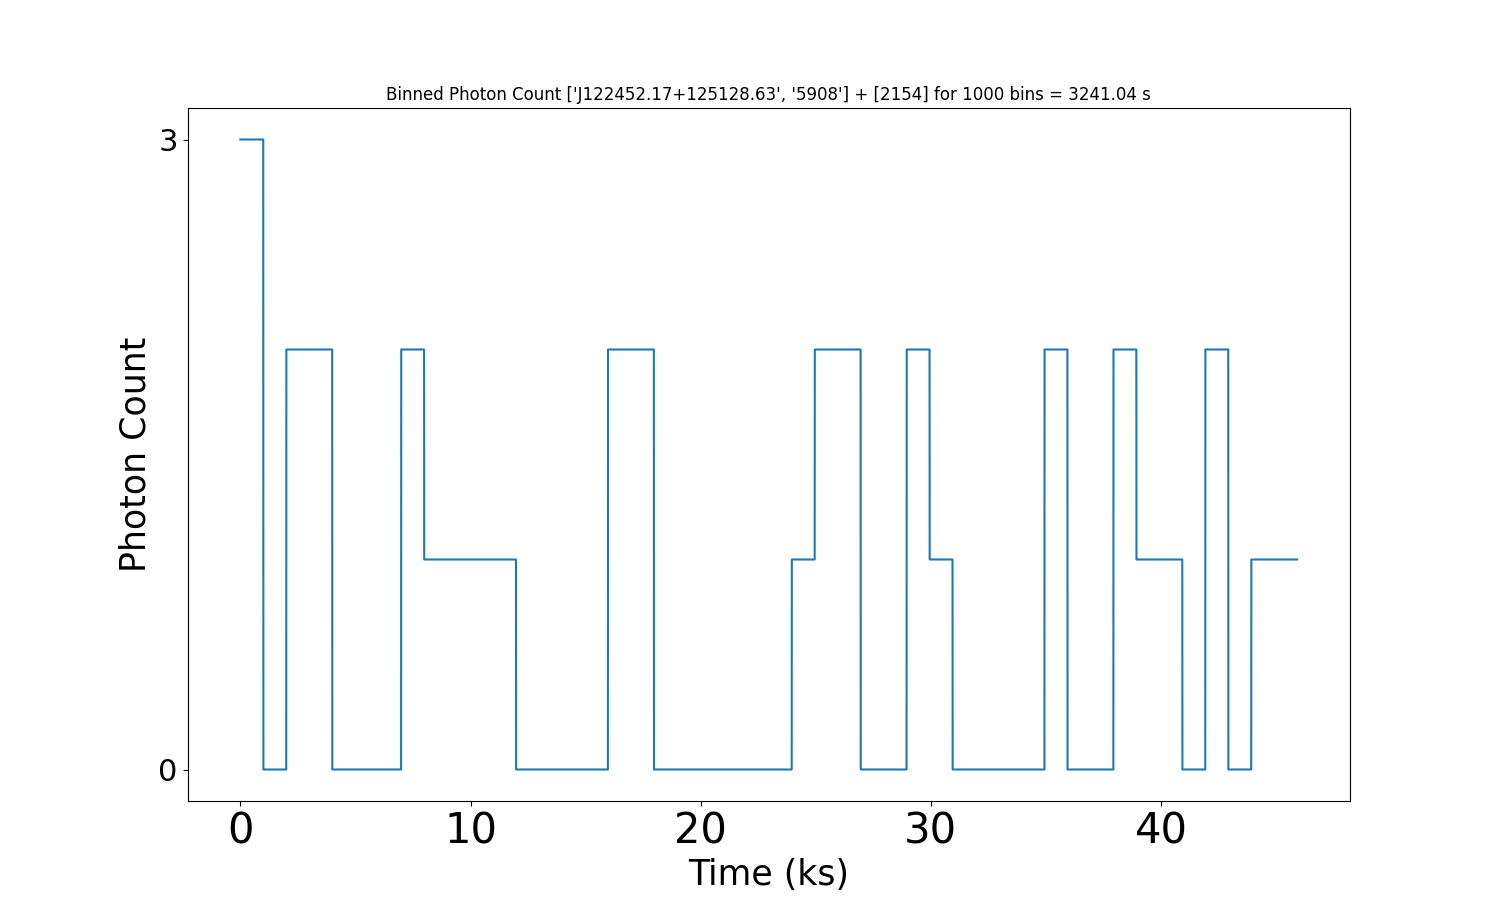 Binned Photon Count ['J122452.17+125128.63', '5908'] + [2154] for 1000 bins = 3241.04 s
3
Photon Count
0
0 10 20 30 40
Time (ks)